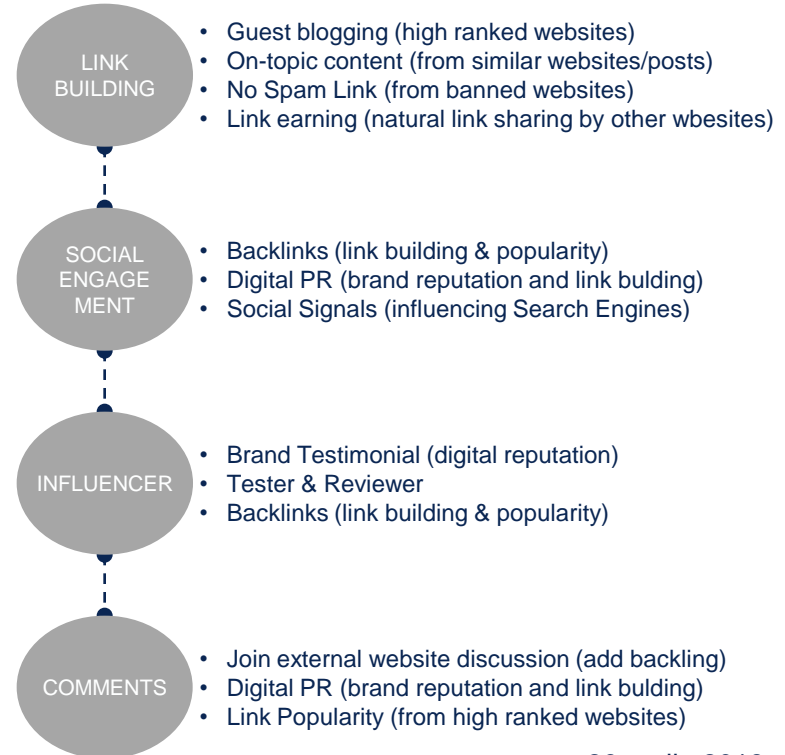 LINK
BUILDING
• Guest blogging (high ranked websites)
• On-topic content (from similar websites/posts)
• No Spam Link (from banned websites)
• Link earning (natural link sharing by other wbesites)
SOCIAL
ENGAGE
MENT
• Backlinks (link building & popularity)
• Digital PR (brand reputation and link bulding)
• Social Signals (influencing Search Engines)
INFLUENCER
• Brand Testimonial (digital reputation)
• Tester & Reviewer
• Backlinks (link building & popularity)
COMMENTS
• Join external website discussion (add backling)
• Digital PR (brand reputation and link bulding)
• Link Popularity (from high ranked websites)